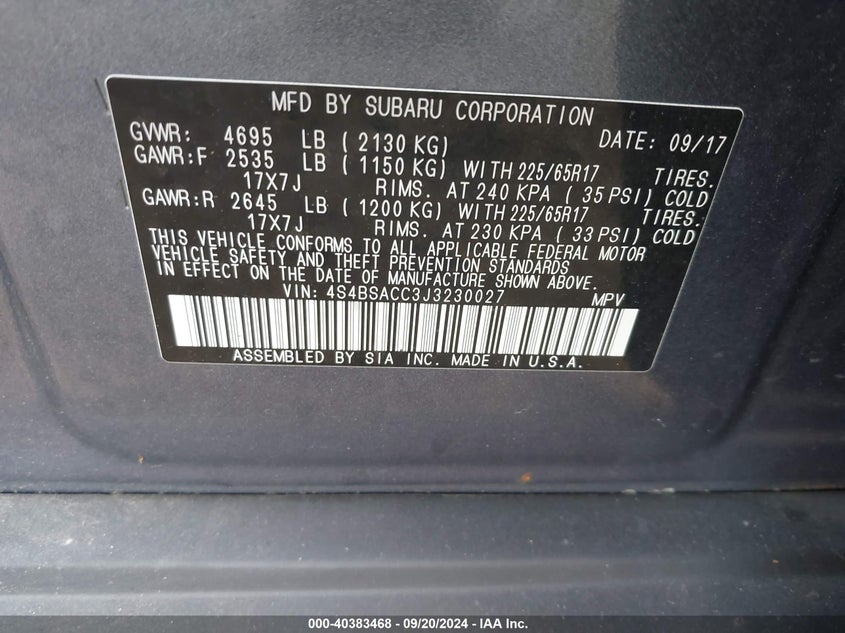 MFD BY SUBARU CORPORATION
GVWR: 4695 LB ( 2130 KG) DATE: 09/17
GAWR:F 2535 LB ( 1150 KG) WITH 225/65R17 TIRES.
17X7J RIMS. AT 240 KPA ( 35 PSI) COLD
GAWR:R 2645 LB ( 1200 KG) WITH 225/65R17 TIRES.
17X7J RIMS. AT 230 KPA ( 33 PSI) COLD
THIS VEHICLE CONFORMS TO ALL APPLICABLE FEDERAL MOTOR
VEHICLE SAFETY AND THEFT PREVENTION STANDARDS
IN EFFECT ON THE DATE OF MANUFACTURE SHOWN ABOVE.
VIN: 4S4BSACC3J3230027 MPV
ASSEMBLED BY SIA INC. MADE IN U.S.A.
000-40383468 - 09/20/2024 - IAA Inc.